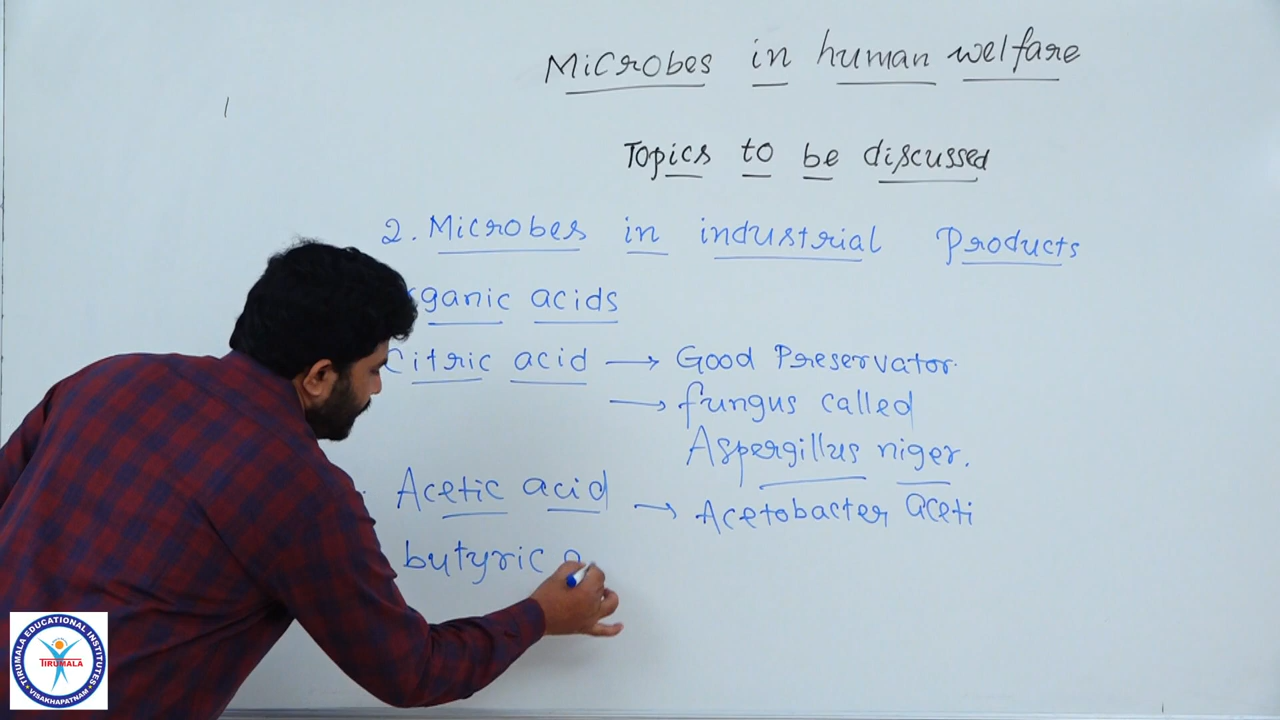 Microbes in human welfare
Topics to be discussed
2. Microbes in industrial Products
ganic acids
Citric acid → Good Preservator.
→ fungus called
Aspergillus niger.
Acetic acid → Acetobacter aceti
butyric a
TIRUMALA EDUCATIONAL INSTITUTES
TIRUMALA
VISAKHAPATNAM